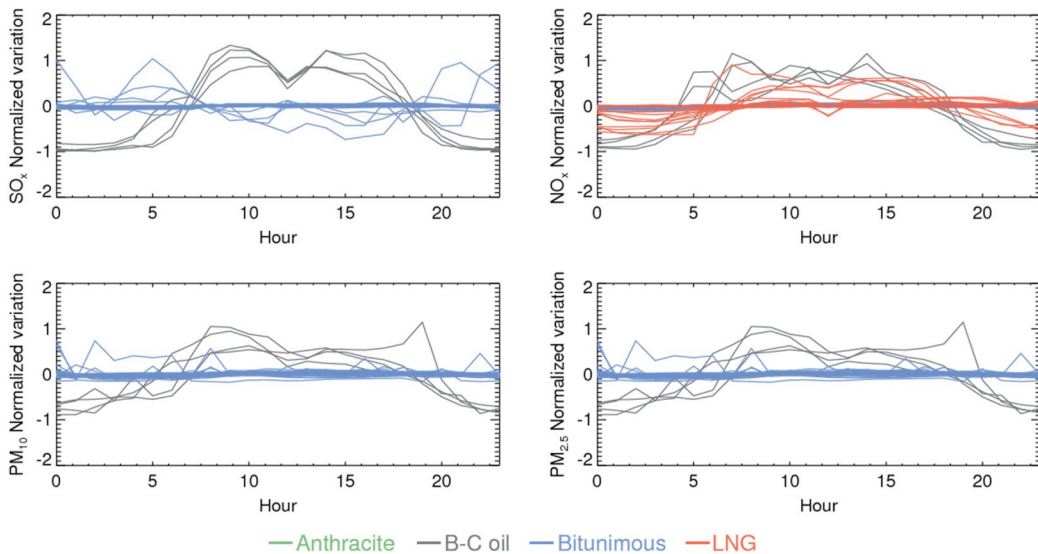 2
1
0
-1
-2
SOx Normalized variation
0 5 10 15 20
Hour
2
1
0
-1
-2
NOx Normalized variation
0 5 10 15 20
Hour
2
1
0
-1
-2
PM10 Normalized variation
0 5 10 15 20
Hour
2
1
0
-1
-2
PM2.5 Normalized variation
0 5 10 15 20
Hour
Anthracite B-C oil Bitunimous LNG